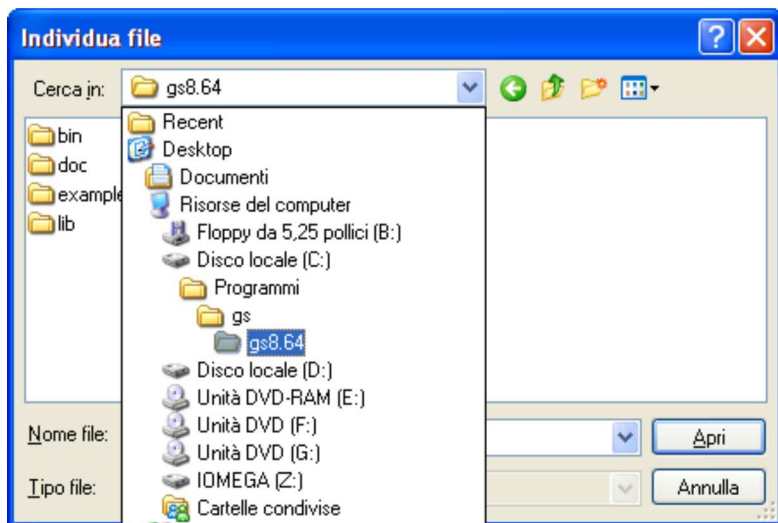 Individua file
Cerca in: gs8.64
bin
doc
example
lib
Recent
Desktop
Documenti
Risorse del computer
Floppy da 5,25 pollici (B:)
Disco locale (C:)
Programmi
gs
gs8.64
Disco locale (D:)
Unità DVD-RAM (E:)
Unità DVD (F:)
Unità DVD (G:)
IOMEGA (Z:)
Cartelle condivise
Nome file:
Apri
Tipo file:
Annulla